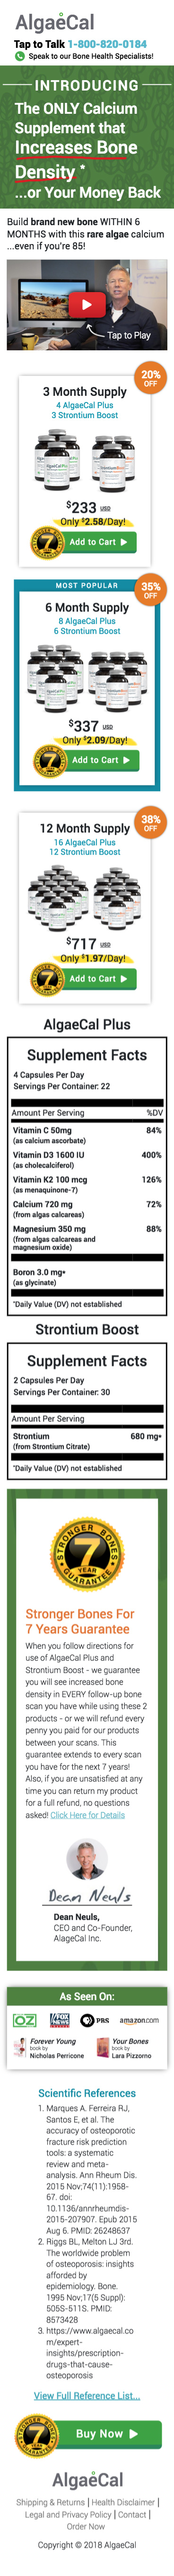 AlgaeCal
Tap to Talk 1-800-820-0184
Speak to our Bone Health Specialists!
INTRODUCING
The ONLY Calcium
Supplement that
Increases Bone
Density *
...or Your Money Back
Build brand new bone WITHIN 6
MONTHS with this rare algae calcium
...even if you're 85!
Tap to Play
20%
OFF
3 Month Supply
4 AlgaeCal Plus
3 Strontium Boost
$233 USD
Only $2.58/Day!
7
Add to Cart
MOST POPULAR
35%
OFF
6 Month Supply
8 AlgaeCal Plus
6 Strontium Boost
$337 USD
Only $2.09/Day!
7
Add to Cart
38%
OFF
12 Month Supply
16 AlgaeCal Plus
12 Strontium Boost
$717 USD
Only $1.97/Day!
7
Add to Cart
AlgaeCal Plus
Supplement Facts
4 Capsules Per Day
Servings Per Container: 22
Amount Per Serving %DV
Vitamin C 50mg 84%
(as calcium ascorbate)
Vitamin D3 1600 IU 400%
(as cholecalciferol)
Vitamin K2 100 mcg 126%
(as menaquinone-7)
Calcium 720 mg 72%
(from algas calcareas)
Magnesium 350 mg 88%
(from algas calcareas and
magnesium oxide)
Boron 3.0 mg*
(as glycinate)
*Daily Value (DV) not established
Strontium Boost
Supplement Facts
2 Capsules Per Day
Servings Per Container: 30
Amount Per Serving
Strontium 680 mg*
(from Strontium Citrate)
*Daily Value (DV) not established
STRONGER BONES
7
YEAR
GUARANTEE
Stronger Bones For
7 Years Guarantee
When you follow directions for
use of AlgaeCal Plus and
Strontium Boost - we guarantee
you will see increased bone
density in EVERY follow-up bone
scan you have while using these 2
products - or we will refund every
penny you paid for our products
between your scans. This
guarantee extends to every scan
you have for the next 7 years!
Also, if you are unsatisfied at any
time you can return my product
for a full refund, no questions
asked! Click Here for Details
Dean Neuls
Dean Neuls,
CEO and Co-Founder,
AlageCal Inc.
As Seen On:
OZ
FOX
NEWS
PBS
amazon.com
Forever Young
book by
Nicholas Perricone
Your Bones
book by
Lara Pizzorno
Scientific References
1. Marques A. Ferreira RJ,
Santos E, et al. The
accuracy of osteoporotic
fracture risk prediction
tools: a systematic
review and meta-
analysis. Ann Rheum Dis.
2015 Nov;74(11):1958-
67. doi:
10.1136/annrheumdis-
2015-207907. Epub 2015
Aug 6. PMID: 26248637
2. Riggs BL, Melton LJ 3rd.
The worldwide problem
of osteoporosis: insights
afforded by
epidemiology. Bone.
1995 Nov;17(5 Suppl):
505S-511S. PMID:
8573428
3. https://www.algaecal.co
m/expert-
insights/prescription-
drugs-that-cause-
osteoporosis
View Full Reference List...
7
Buy Now
AlgaeCal
Shipping & Returns | Health Disclaimer |
Legal and Privacy Policy | Contact |
Order Now
Copyright © 2018 AlgaeCal